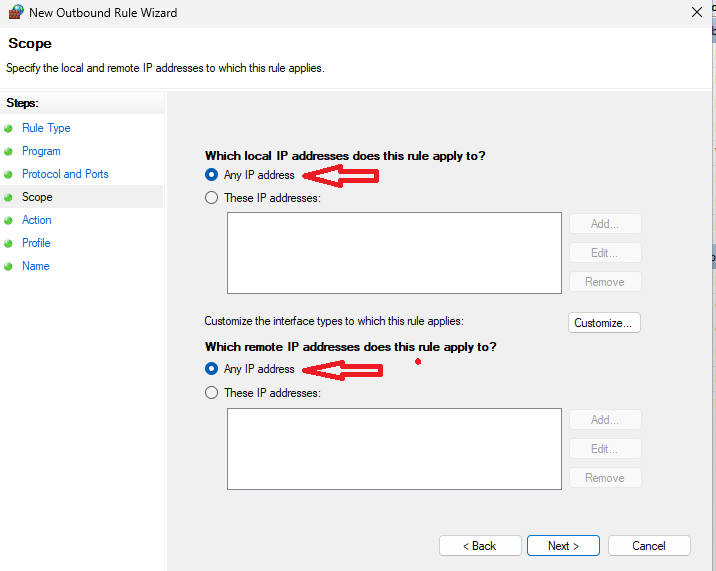 New Outbound Rule Wizard
Scope
Specify the local and remote IP addresses to which this rule applies.
Steps:
Rule Type
Program
Protocol and Ports
Scope
Action
Profile
Name
Which local IP addresses does this rule apply to?
Any IP address
These IP addresses:
Add...
Edit...
Remove
Customize the interface types to which this rule applies:
Customize...
Which remote IP addresses does this rule apply to?
Any IP address
These IP addresses:
Add...
Edit...
Remove
< Back
Next >
Cancel